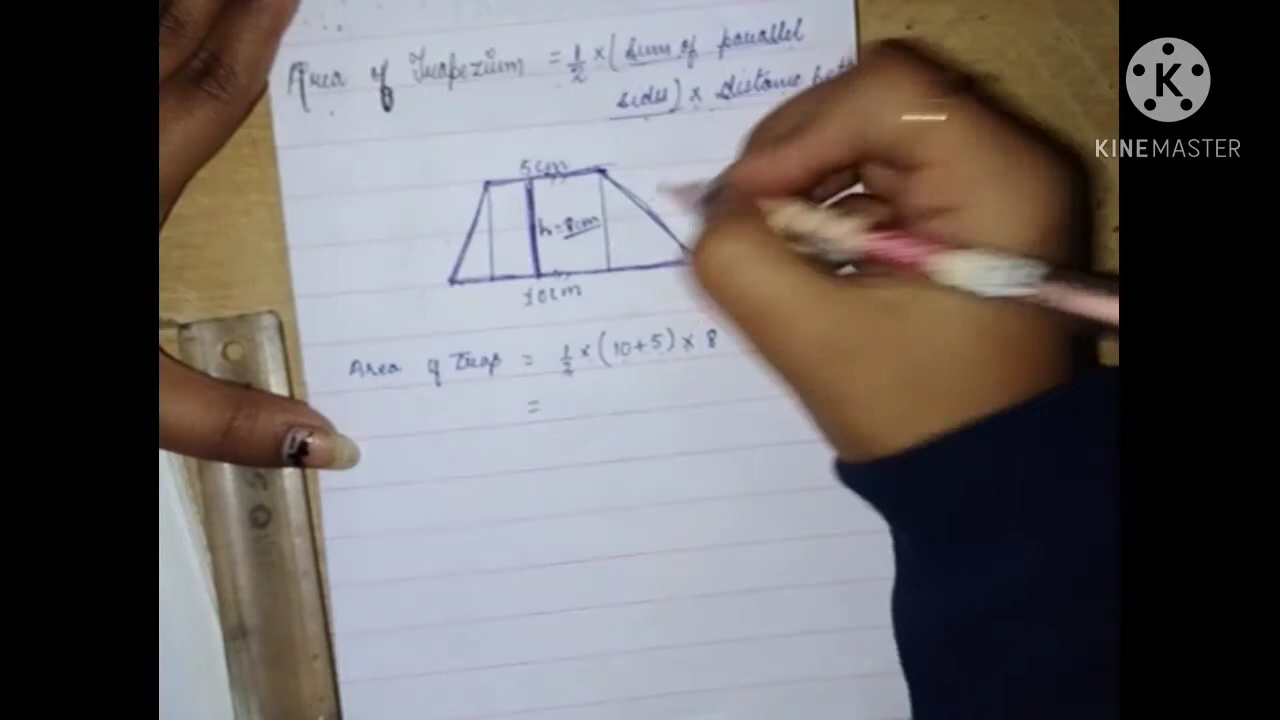 Area of Trapezium = 1/2 × (sum of parallel
sides) × distance
5cm
h = 8cm
10cm
Area of Trap = 1/2 × (10+5) × 8
=
K
KINEMASTER